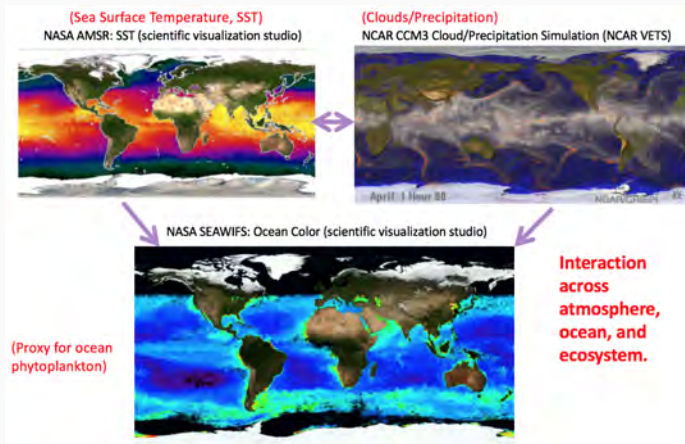 (Sea Surface Temperature, SST)
NASA AMSR: SST (scientific visualization studio)
(Clouds/Precipitation)
NCAR CCM3 Cloud/Precipitation Simulation (NCAR VETS)
April 1 Hour 00
NASA SEAWIFS: Ocean Color (scientific visualization studio)
(Proxy for ocean
phytoplankton)
Interaction
across
atmosphere,
ocean, and
ecosystem.